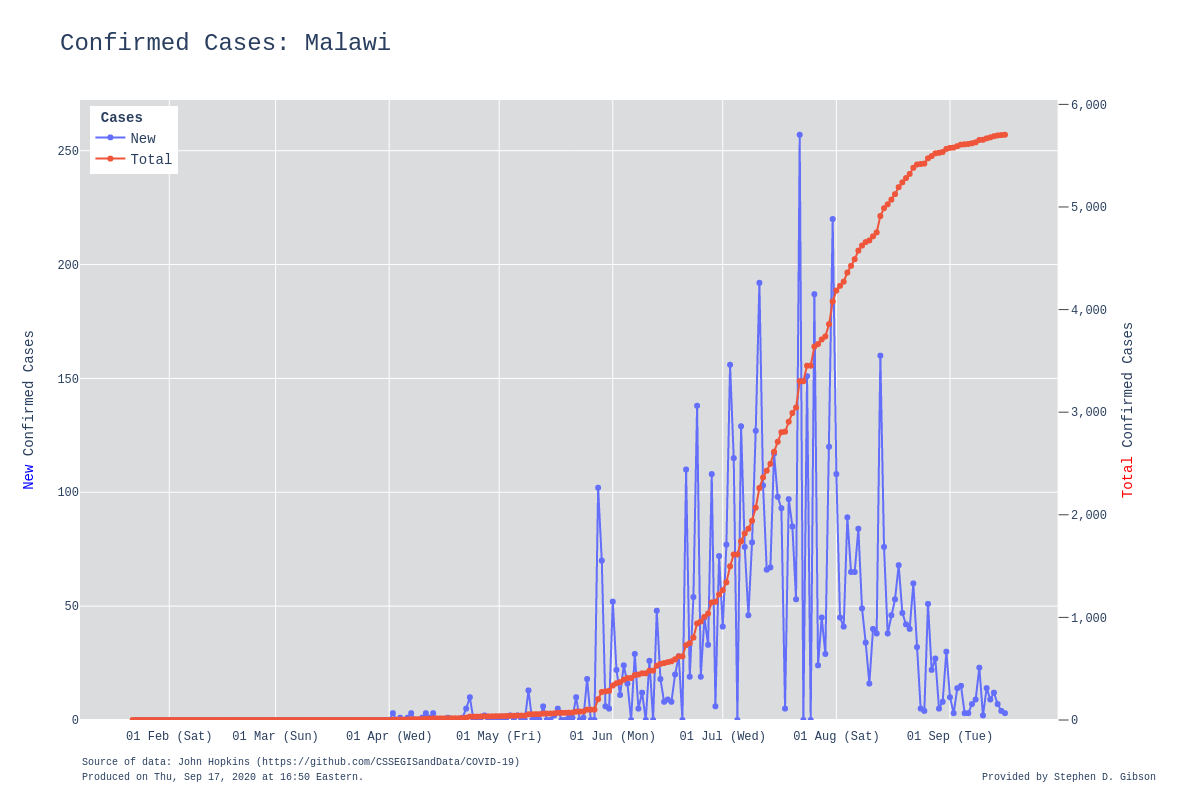 Confirmed Cases: Malawi
Cases
New
Total
250
200
150
100
50
0
6,000
5,000
4,000
3,000
2,000
1,000
0
New Confirmed Cases
Total Confirmed Cases
01 Feb (Sat) 01 Mar (Sun) 01 Apr (Wed) 01 May (Fri) 01 Jun (Mon) 01 Jul (Wed) 01 Aug (Sat) 01 Sep (Tue)
Source of data: John Hopkins (https://github.com/CSSEGISandData/COVID-19)
Produced on Thu, Sep 17, 2020 at 16:50 Eastern.
Provided by Stephen D. Gibson